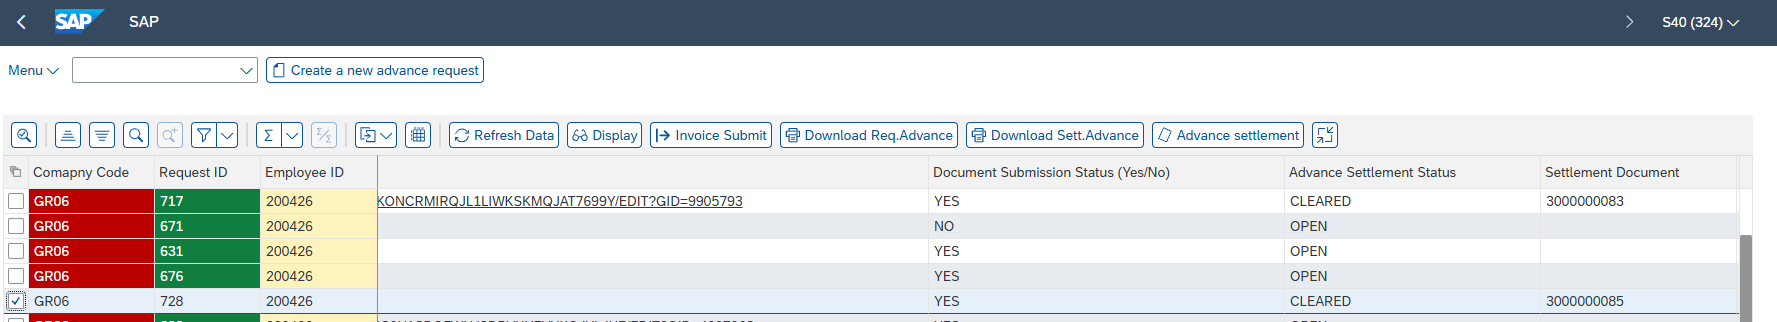 SAP SAP S40 (324)
Menu Create a new advance request
Σ Σ/Σ Refresh Data Display Invoice Submit Download Req.Advance Download Sett.Advance Advance settlement
Comapny Code Request ID Employee ID Document Submission Status (Yes/No) Advance Settlement Status Settlement Document
GR06 717 200426 KONCRMIRQJL1LIWKSKMQJAT7699Y/EDIT?GID=9905793 YES CLEARED 3000000083
GR06 671 200426 NO OPEN
GR06 631 200426 YES OPEN
GR06 676 200426 YES OPEN
GR06 728 200426 YES CLEARED 3000000085